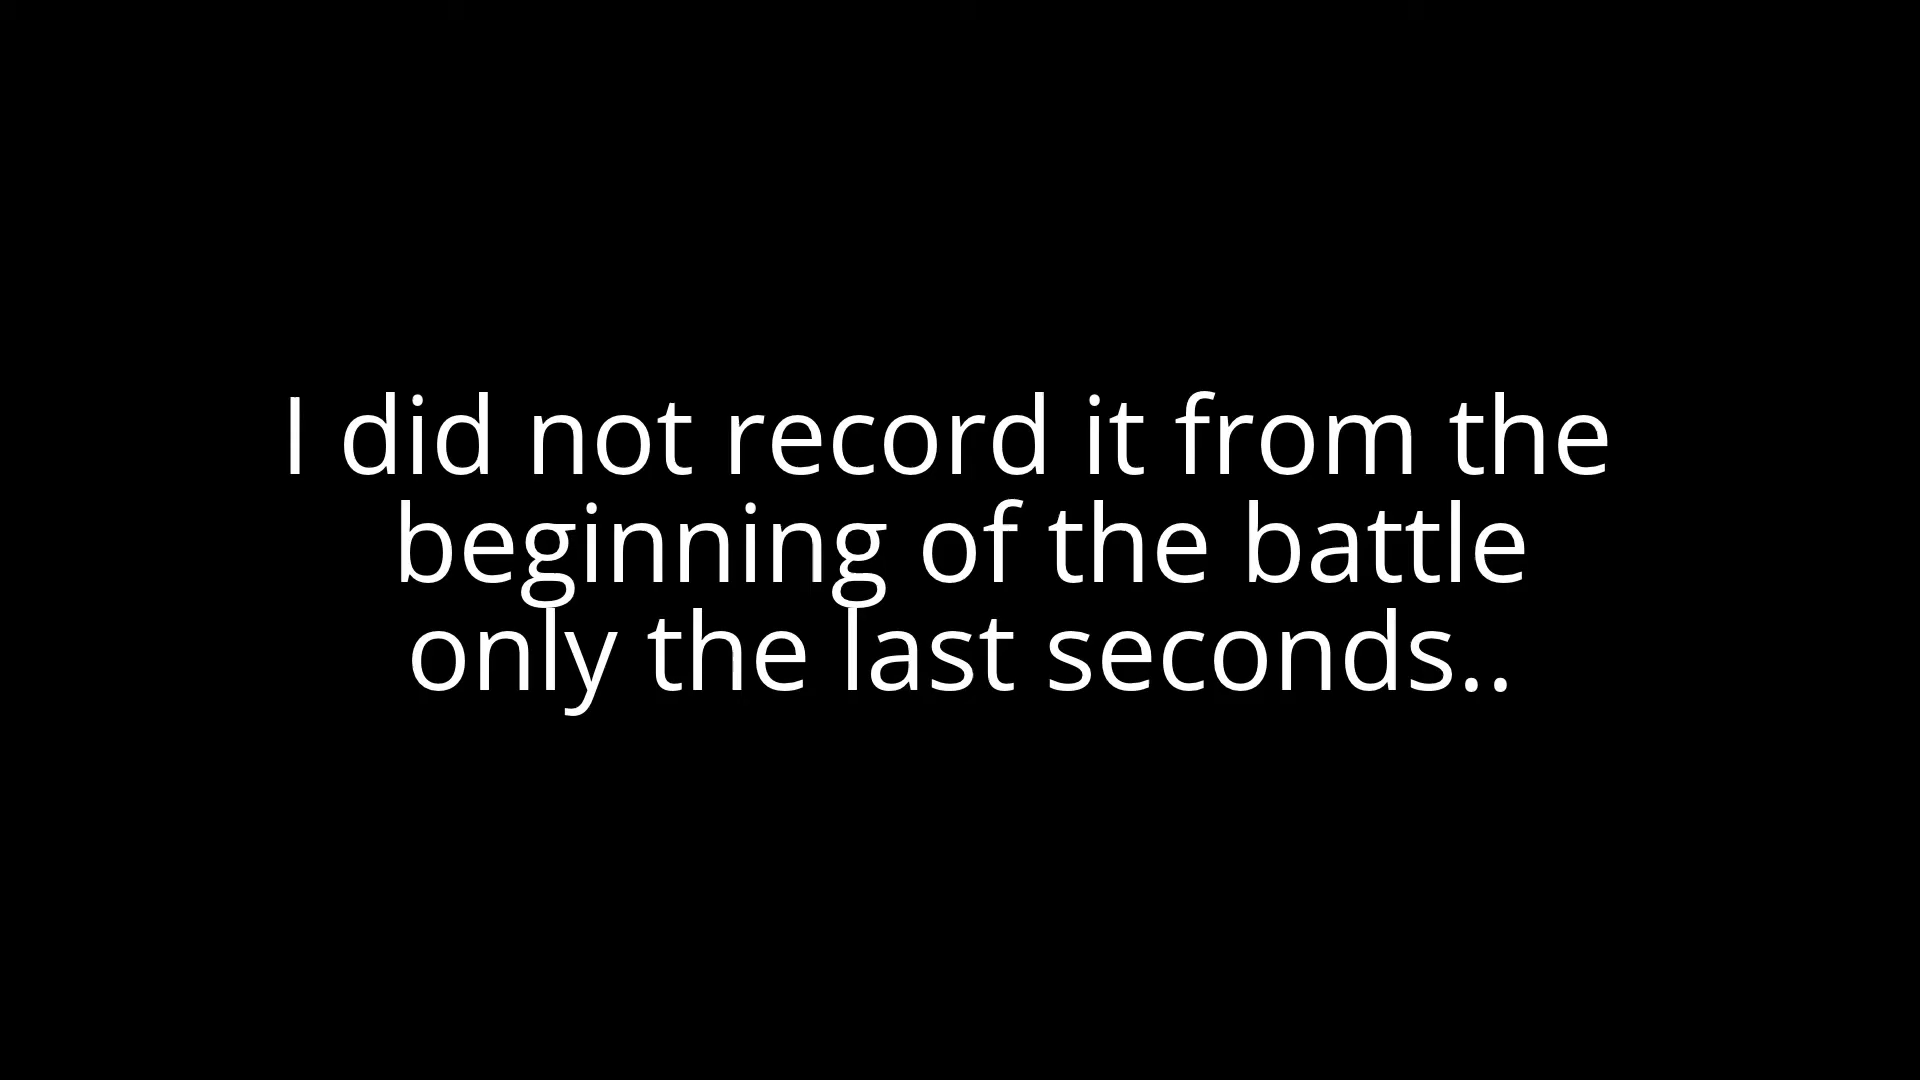 I did not record it from the
beginning of the battle
only the last seconds..